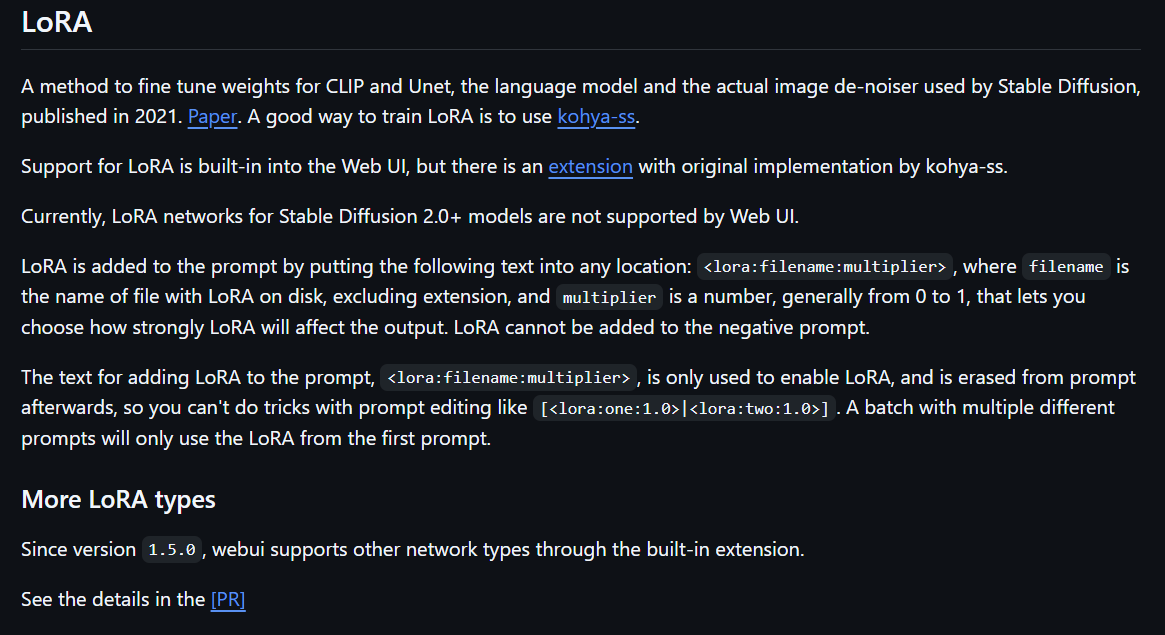 LoRA
A method to fine tune weights for CLIP and Unet, the language model and the actual image de-noiser used by Stable Diffusion,
published in 2021. Paper. A good way to train LoRA is to use kohya-ss.
Support for LoRA is built-in into the Web UI, but there is an extension with original implementation by kohya-ss.
Currently, LoRA networks for Stable Diffusion 2.0+ models are not supported by Web UI.
LoRA is added to the prompt by putting the following text into any location: <lora:filename:multiplier>, where filename is
the name of file with LoRA on disk, excluding extension, and multiplier is a number, generally from 0 to 1, that lets you
choose how strongly LoRA will affect the output. LoRA cannot be added to the negative prompt.
The text for adding LoRA to the prompt, <lora:filename:multiplier>, is only used to enable LoRA, and is erased from prompt
afterwards, so you can't do tricks with prompt editing like [<lora:one:1.0>|<lora:two:1.0>]. A batch with multiple different
prompts will only use the LoRA from the first prompt.
More LoRA types
Since version 1.5.0, webui supports other network types through the built-in extension.
See the details in the [PR]